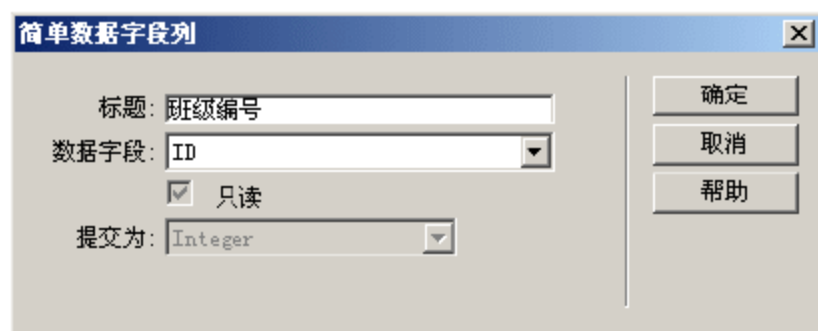 简单数据字段列
标题: 班级编号
数据字段: ID
只读
提交为: Integer
确定
取消
帮助